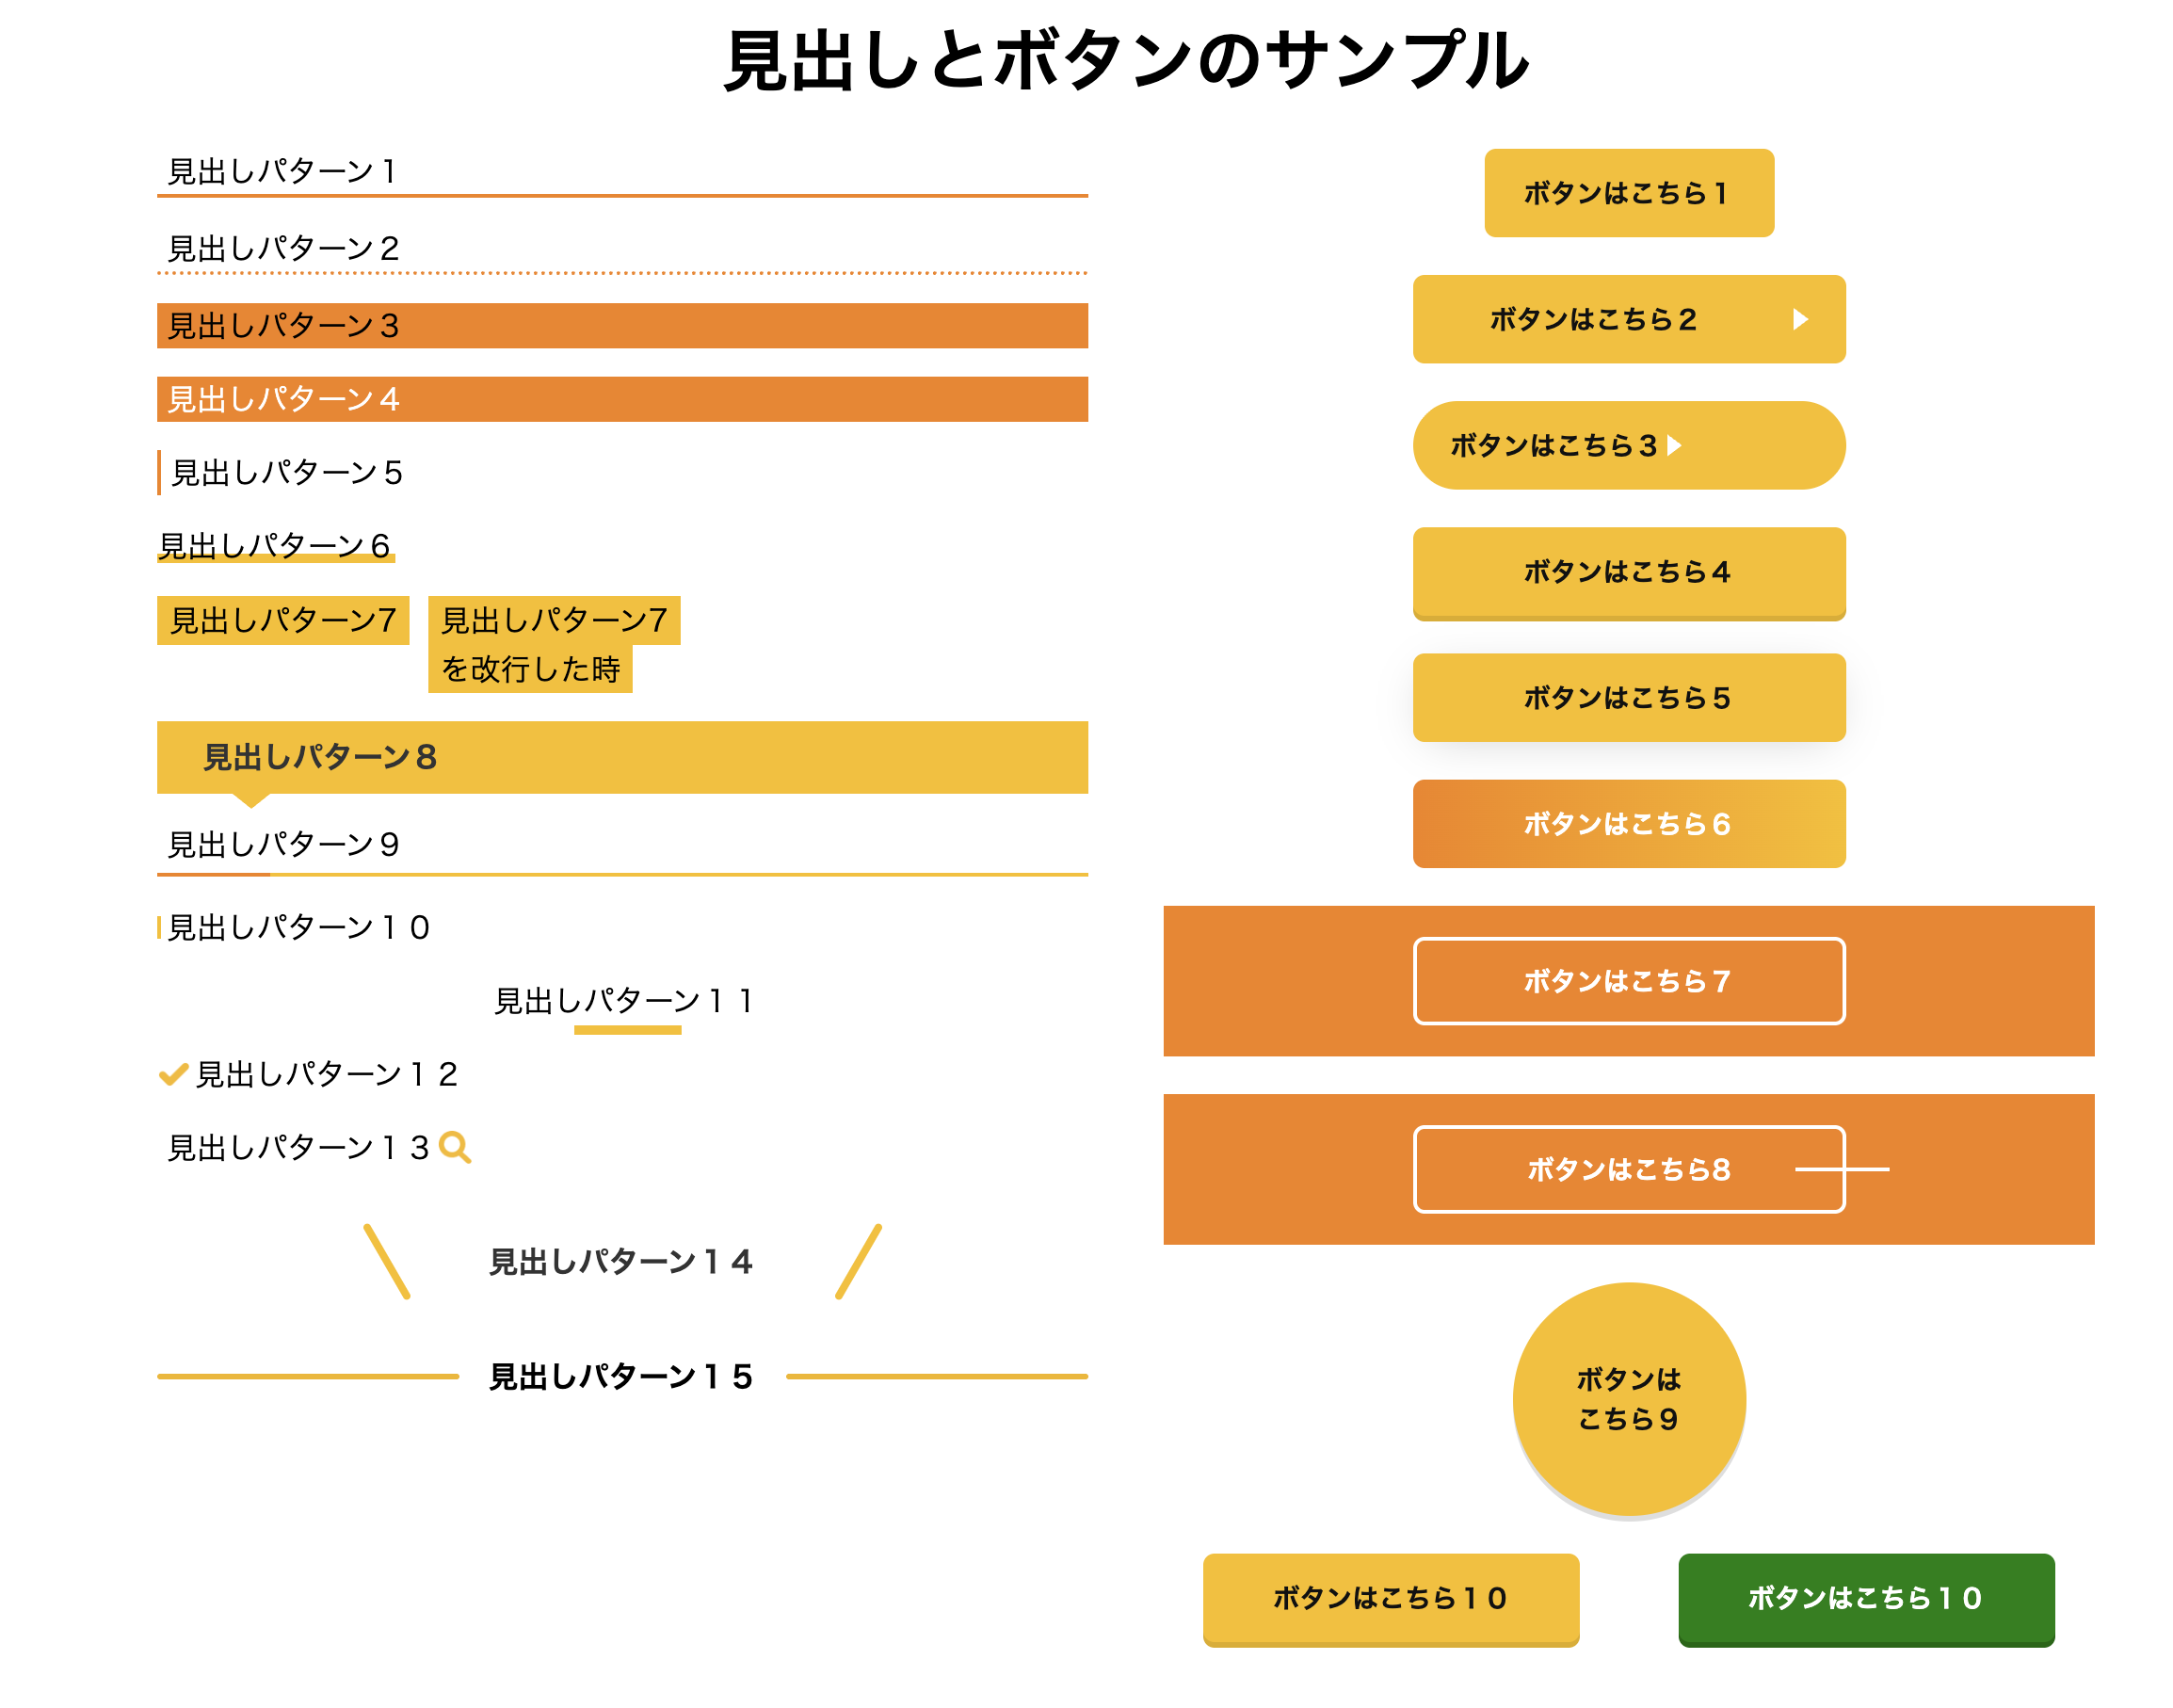 見出しとボタンのサンプル
見出しパターン１
見出しパターン２
見出しパターン３
見出しパターン４
見出しパターン５
見出しパターン６
見出しパターン7
見出しパターン7
を改行した時
見出しパターン８
見出しパターン９
見出しパターン１０
見出しパターン１１
見出しパターン１２
見出しパターン１３
見出しパターン１４
見出しパターン１５
ボタンはこちら１
ボタンはこちら２
ボタンはこちら３
ボタンはこちら４
ボタンはこちら５
ボタンはこちら６
ボタンはこちら７
ボタンはこちら8
ボタンは
こちら９
ボタンはこちら１０
ボタンはこちら１０